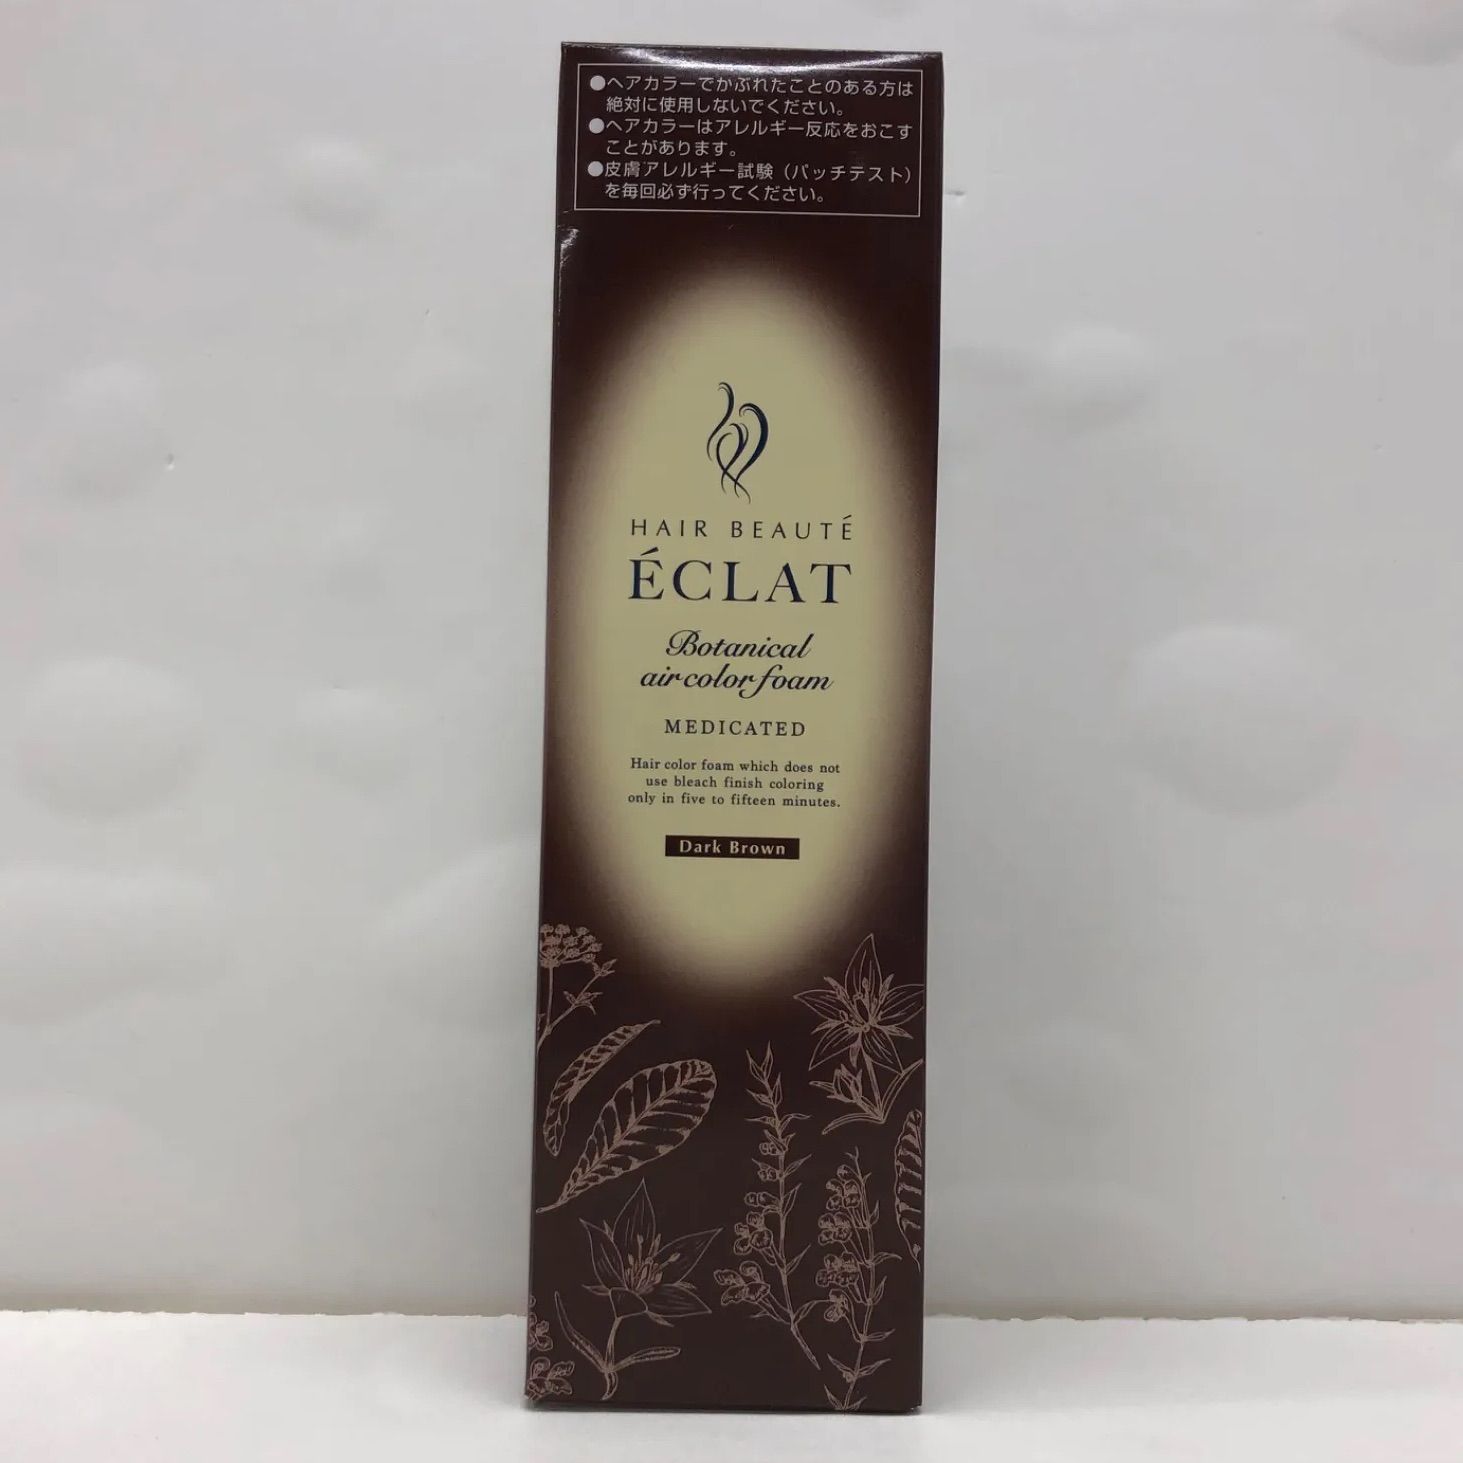 ●ヘアカラーでかぶれたことのある方は
絶対に使用しないでください。
●ヘアカラーはアレルギー反応をおこす
ことがあります。
●皮膚アレルギー試験（パッチテスト）
を毎回必ず行ってください。
HAIR BEAUTÉ
ÉCLAT
Botanical
air color foam
MEDICATED
Hair color foam which does not
use bleach finish coloring
only in five to fifteen minutes.
Dark Brown